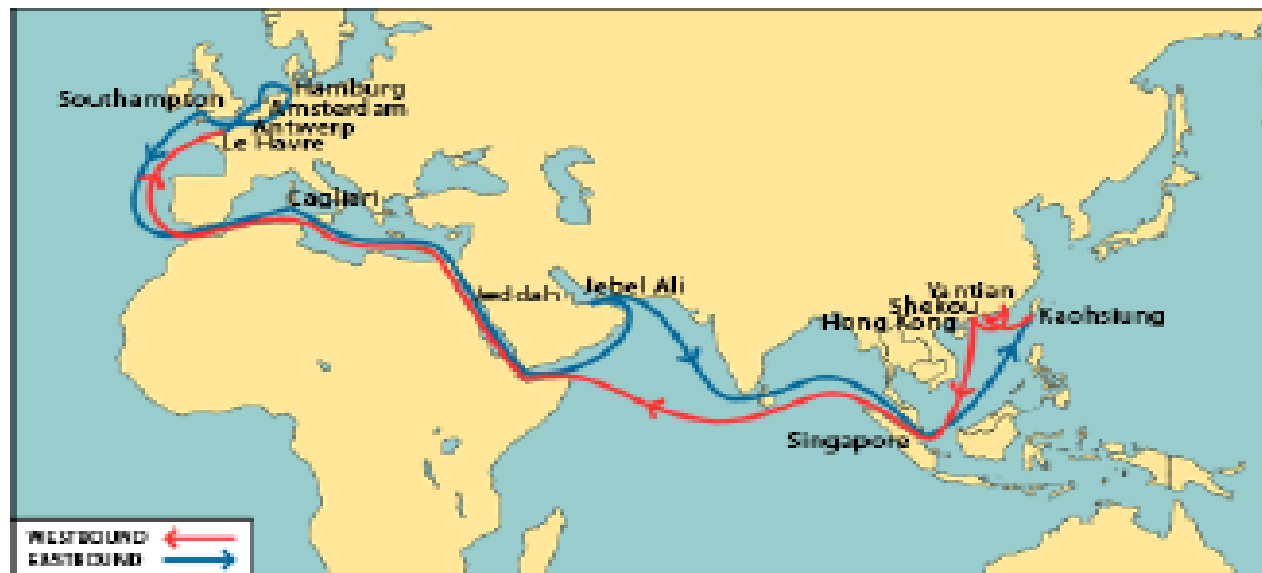 Hamburg
Southampton
Amsterdam
Antwerp
Le Havre
Cagliari
Jeddah
Jebel Ali
Yantian
Shekou
Hong Kong
Kaohsiung
Singapore
WESTBOUND
EASTBOUND